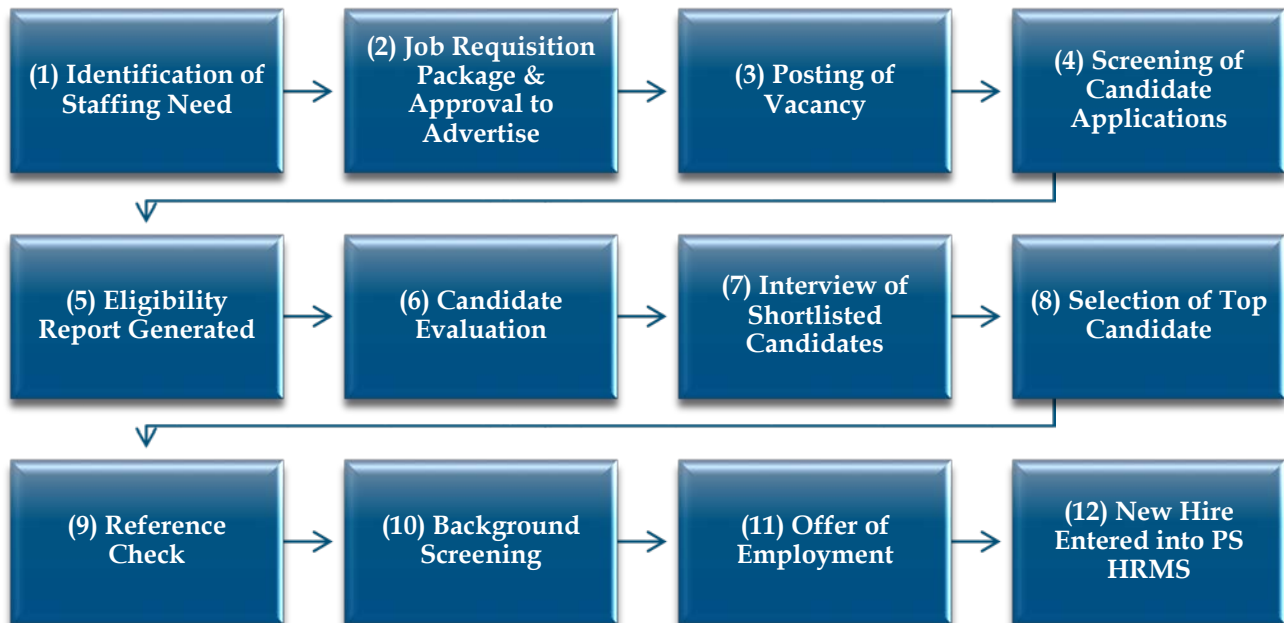 (1) Identification of
Staffing Need
(2) Job Requisition
Package &
Approval to
Advertise
(3) Posting of
Vacancy
(4) Screening of
Candidate
Applications
(5) Eligibility
Report Generated
(6) Candidate
Evaluation
(7) Interview of
Shortlisted
Candidates
(8) Selection of Top
Candidate
(9) Reference
Check
(10) Background
Screening
(11) Offer of
Employment
(12) New Hire
Entered into PS
HRMS